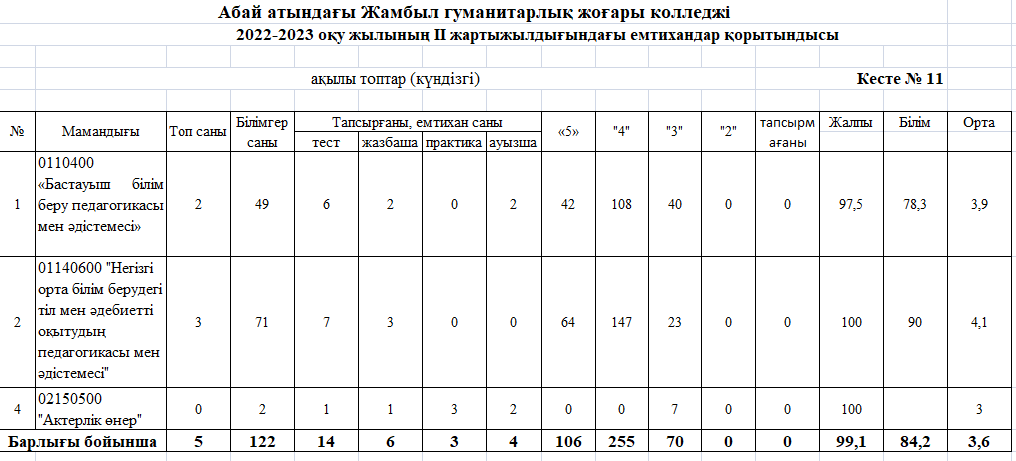 Абай атындағы Жамбыл гуманитарлық жоғары колледжі
2022-2023 оқу жылының II жартыжылдығындағы емтихандар қорытындысы
ақылы топтар (күндізгі) Кесте № 11
№ Мамандығы Топ саны Білімгер саны Тапсырғаны, емтихан саны «5» "4" "3" "2" тапсырм ағаны Жалпы Білім Орта
тест жазбаша практика ауызша
1 0110400 «Бастауыш білім беру педагогикасы мен әдістемесі» 2 49 6 2 0 2 42 108 40 0 0 97,5 78,3 3,9
2 01140600 "Негізгі орта білім берудегі тіл мен әдебиетті оқытудың педагогикасы мен әдістемесі" 3 71 7 3 0 0 64 147 23 0 0 100 90 4,1
4 02150500 "Актерлік өнер" 0 2 1 1 3 2 0 0 7 0 0 100 3
Барлығы бойынша 5 122 14 6 3 4 106 255 70 0 0 99,1 84,2 3,6